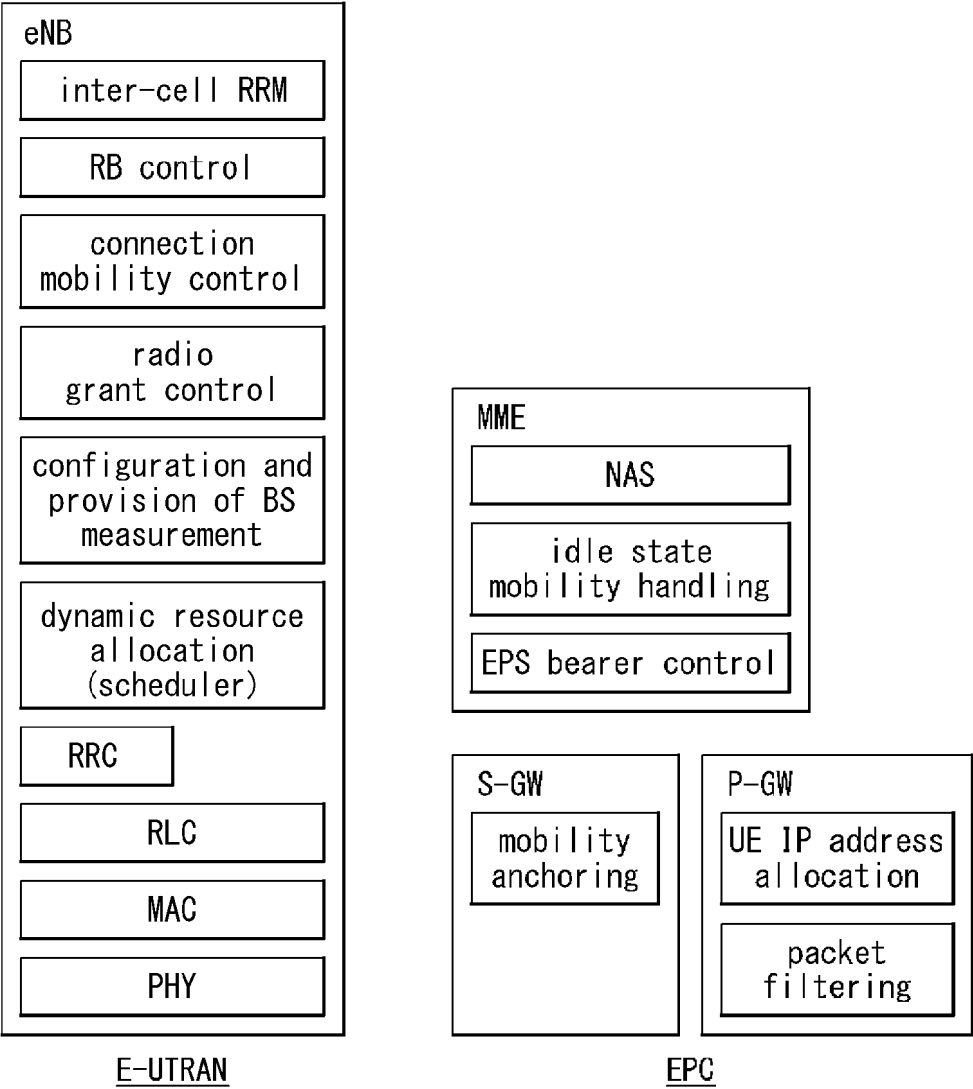 eNB
inter-cell RRM
RB control
connection
mobility control
radio
grant control
configuration and
provision of BS
measurement
dynamic resource
allocation
(scheduler)
RRC
RLC
MAC
PHY
E-UTRAN
MME
NAS
idle state
mobility handling
EPS bearer control
S-GW
mobility
anchoring
P-GW
UE IP address
allocation
packet
filtering
EPC